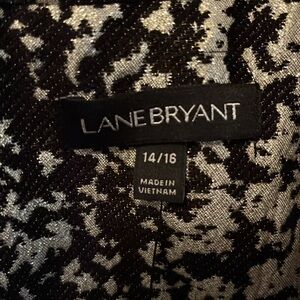 LANE BRYANT
14/16
MADE IN
VIETNAM